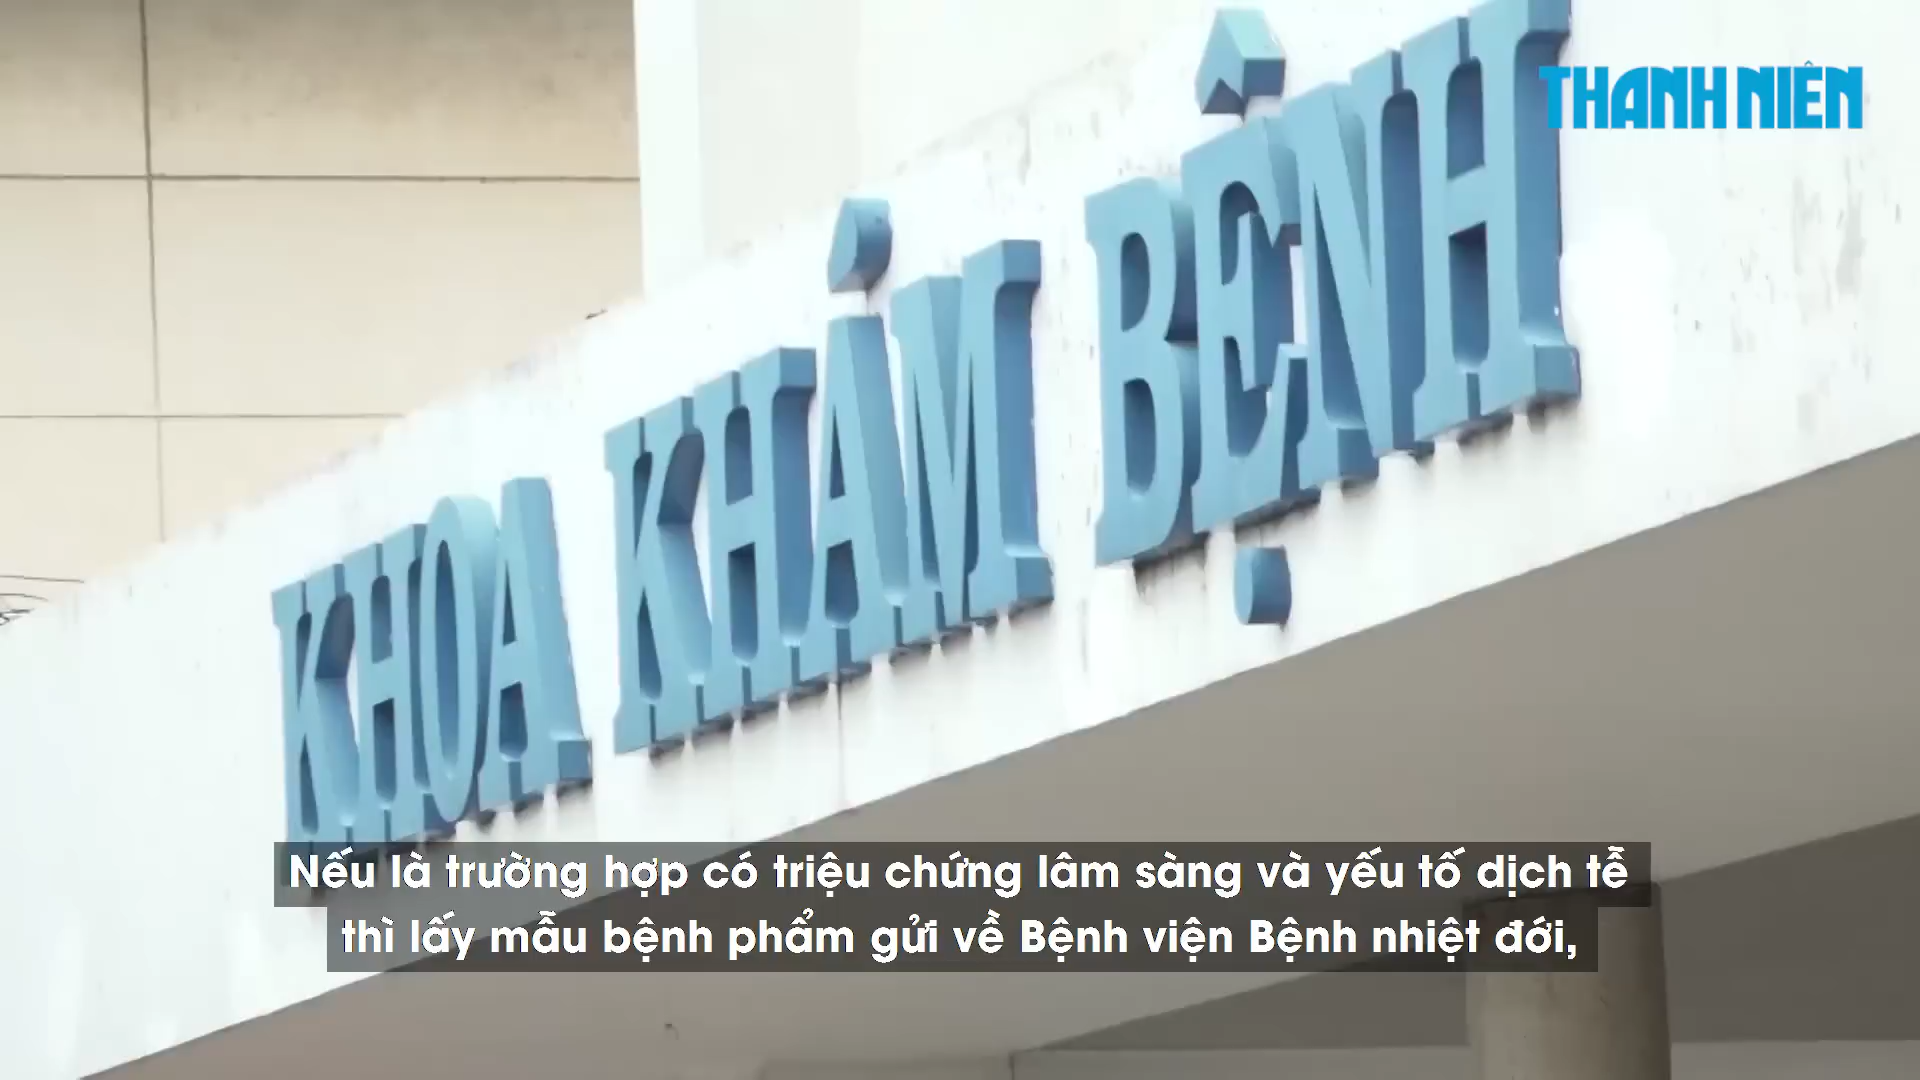 THANH NIÊN
KHOA KHÁM BỆNH
Nếu là trường hợp có triệu chứng lâm sàng và yếu tố dịch tễ
thì lấy mẫu bệnh phẩm gửi về Bệnh viện Bệnh nhiệt đới,